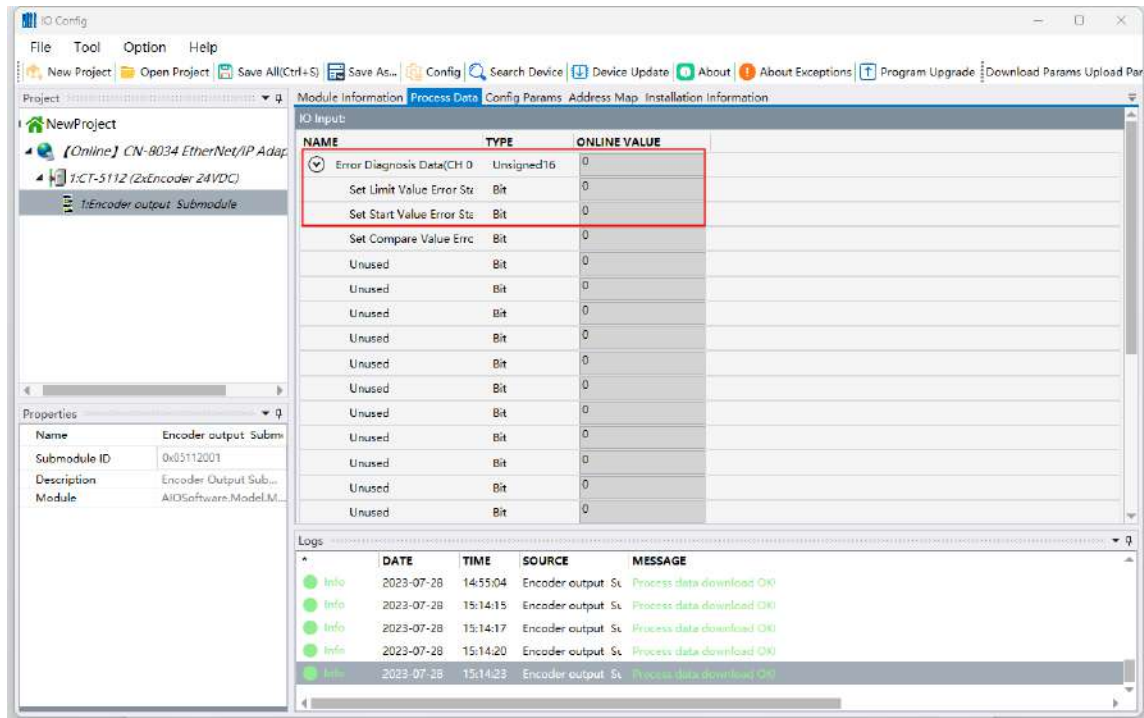 IO Config
File Tool Option Help
New Project Open Project Save All(Ctrl+S) Save As... Config Search Device Device Update About About Exceptions Program Upgrade Download Params Upload Par
Project
NewProject
[Online] CN-8034 EtherNet/IP Adap
1:CT-5112 (2xEncoder 24VDC)
1:Encoder output Submodule
Properties
Name Encoder output Subm
Submodule ID 0x05112001
Description Encoder Output Sub...
Module AIOSoftware.Model.M...
Module Information Process Data Config Params Address Map Installation Information
IO Input:
NAME TYPE ONLINE VALUE
Error Diagnosis Data(CH 0 Unsigned16 0
Set Limit Value Error Sta Bit 0
Set Start Value Error Sta Bit 0
Set Compare Value Errc Bit 0
Unused Bit 0
Unused Bit 0
Unused Bit 0
Unused Bit 0
Unused Bit 0
Unused Bit 0
Unused Bit 0
Unused Bit 0
Unused Bit 0
Unused Bit 0
Unused Bit 0
Logs
DATE TIME SOURCE MESSAGE
Info 2023-07-28 14:55:04 Encoder output Su Process data download OK!
Info 2023-07-28 15:14:15 Encoder output Su Process data download OK!
Info 2023-07-28 15:14:17 Encoder output Su Process data download OK!
Info 2023-07-28 15:14:20 Encoder output Su Process data download OK!
Info 2023-07-28 15:14:23 Encoder output Su Process data download OK!